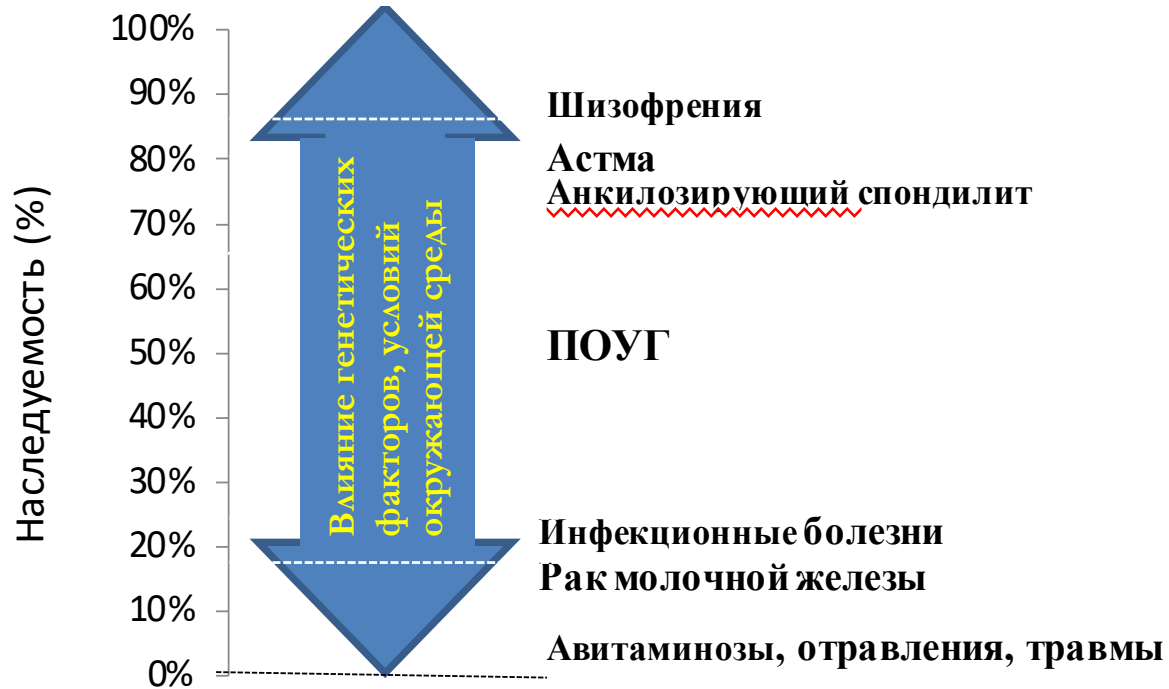 Наследуемость (%)
100%
90%
80%
70%
60%
50%
40%
30%
20%
10%
0%
Влияние генетических
факторов, условий
окружающей среды
Шизофрения
Астма
Анкилозирующий спондилит
ПОУГ
Инфекционные болезни
Рак молочной железы
Авитаминозы, отравления, травмы